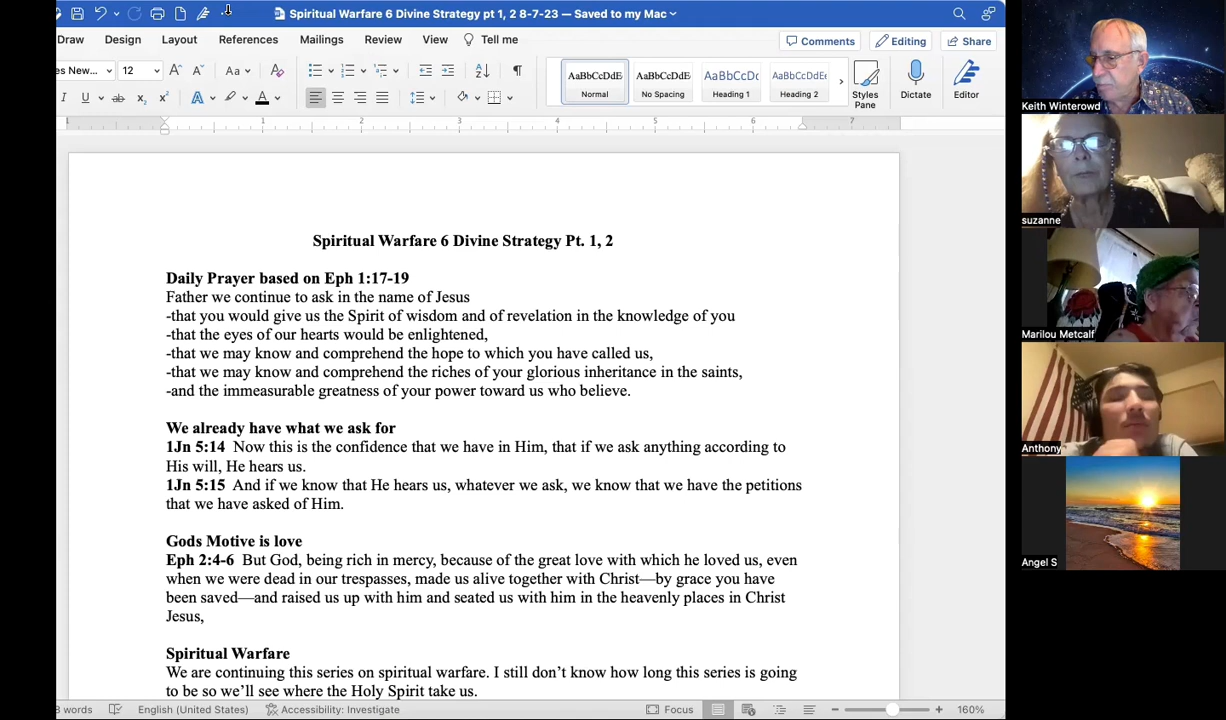 Spiritual Warfare 6 Divine Strategy pt 1, 2 8-7-23 — Saved to my Mac
Draw Design Layout References Mailings Review View Tell me
Comments Editing Share
es New... 12 Aa
AaBbCcDdE AaBbCcDdE AaBbCcDc AaBbCcDdEe
Normal No Spacing Heading 1 Heading 2
Styles Pane
Dictate
Editor
1 1 2 3 4 5 6 7
Spiritual Warfare 6 Divine Strategy Pt. 1, 2
Daily Prayer based on Eph 1:17-19
Father we continue to ask in the name of Jesus
-that you would give us the Spirit of wisdom and of revelation in the knowledge of you
-that the eyes of our hearts would be enlightened,
-that we may know and comprehend the hope to which you have called us,
-that we may know and comprehend the riches of your glorious inheritance in the saints,
-and the immeasurable greatness of your power toward us who believe.
We already have what we ask for
1Jn 5:14 Now this is the confidence that we have in Him, that if we ask anything according to
His will, He hears us.
1Jn 5:15 And if we know that He hears us, whatever we ask, we know that we have the petitions
that we have asked of Him.
Gods Motive is love
Eph 2:4-6 But God, being rich in mercy, because of the great love with which he loved us, even
when we were dead in our trespasses, made us alive together with Christ—by grace you have
been saved—and raised us up with him and seated us with him in the heavenly places in Christ
Jesus,
Spiritual Warfare
We are continuing this series on spiritual warfare. I still don’t know how long this series is going
to be so we’ll see where the Holy Spirit take us.
words English (United States) Accessibility: Investigate Focus 160%
Keith Winterowd
suzanne
Marilou Metcalf
Anthony
Angel S